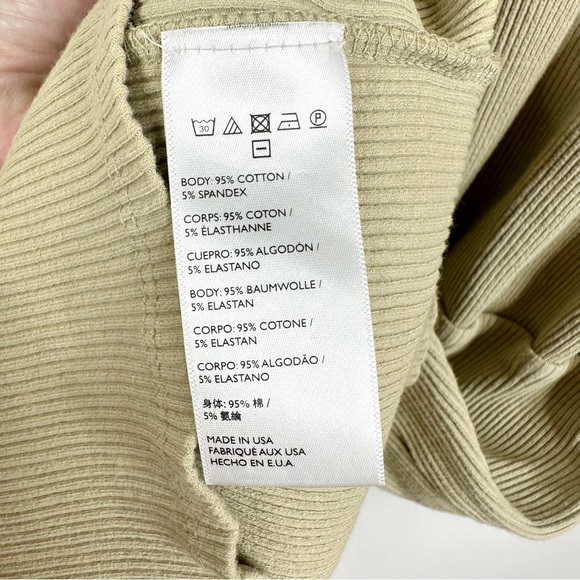 30
P
BODY: 95% COTTON /
5% SPANDEX
CORPS: 95% COTON /
5% ÉLASTHANNE
CUEPRO: 95% ALGODÓN /
5% ELASTANO
BODY: 95% BAUMWOLLE /
5% ELASTAN
CORPO: 95% COTONE /
5% ELASTAN
CORPO: 95% ALGODÃO /
5% ELASTANO
身体: 95% 棉 /
5% 氨纶
MADE IN USA
FABRIQUÉ AUX USA
HECHO EN E.U.A.